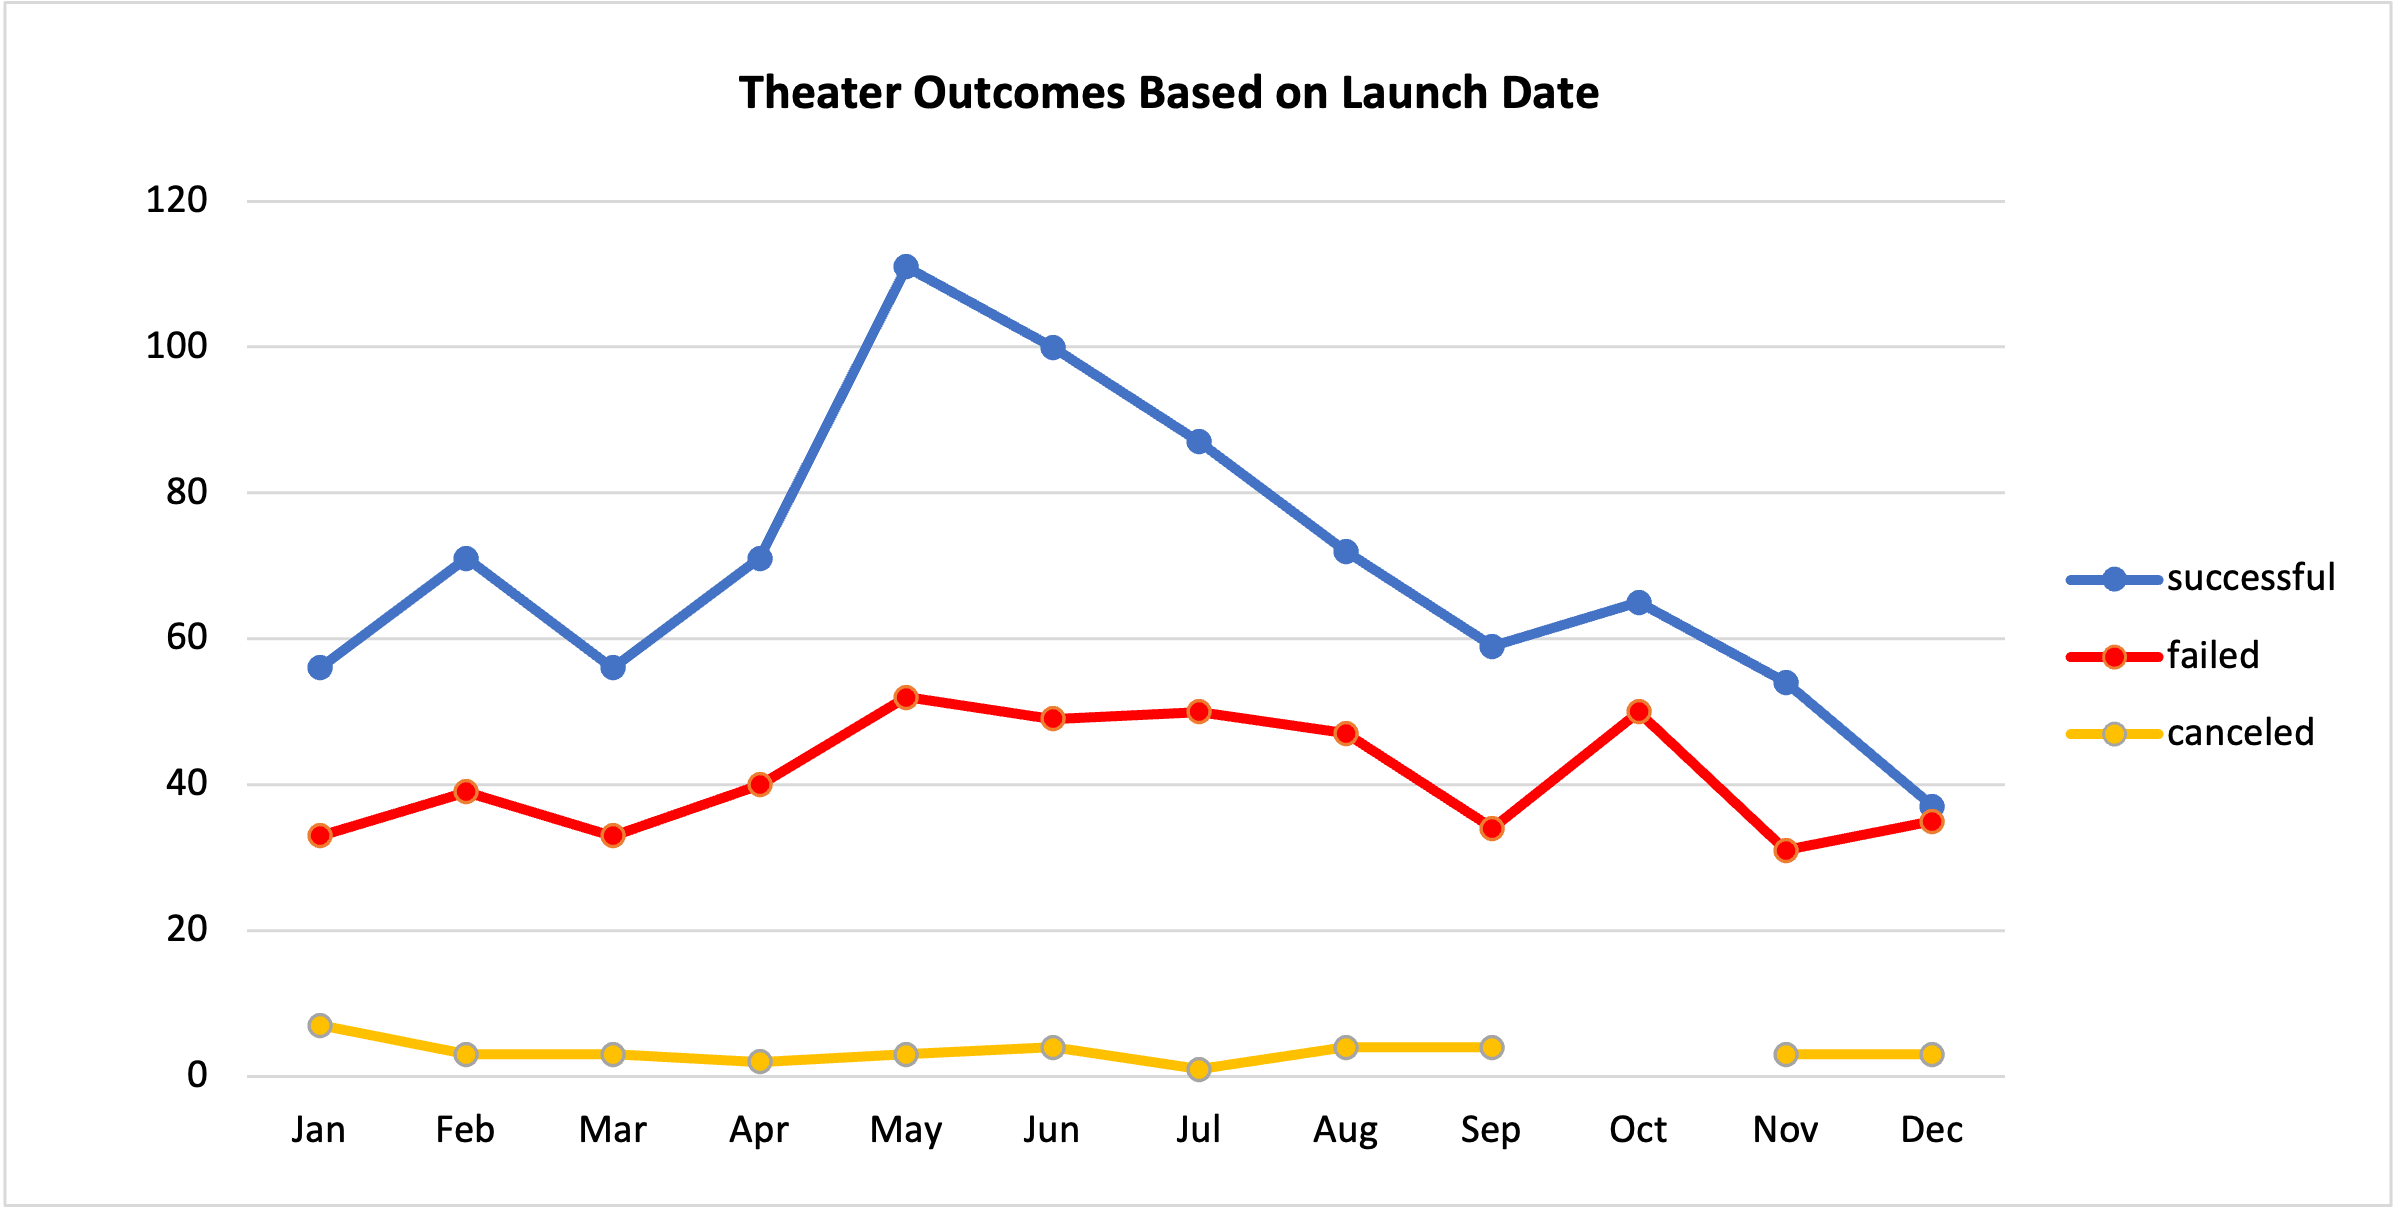 Theater Outcomes Based on Launch Date
120
100
80
60
40
20
0
Jan Feb Mar Apr May Jun Jul Aug Sep Oct Nov Dec
successful
failed
canceled